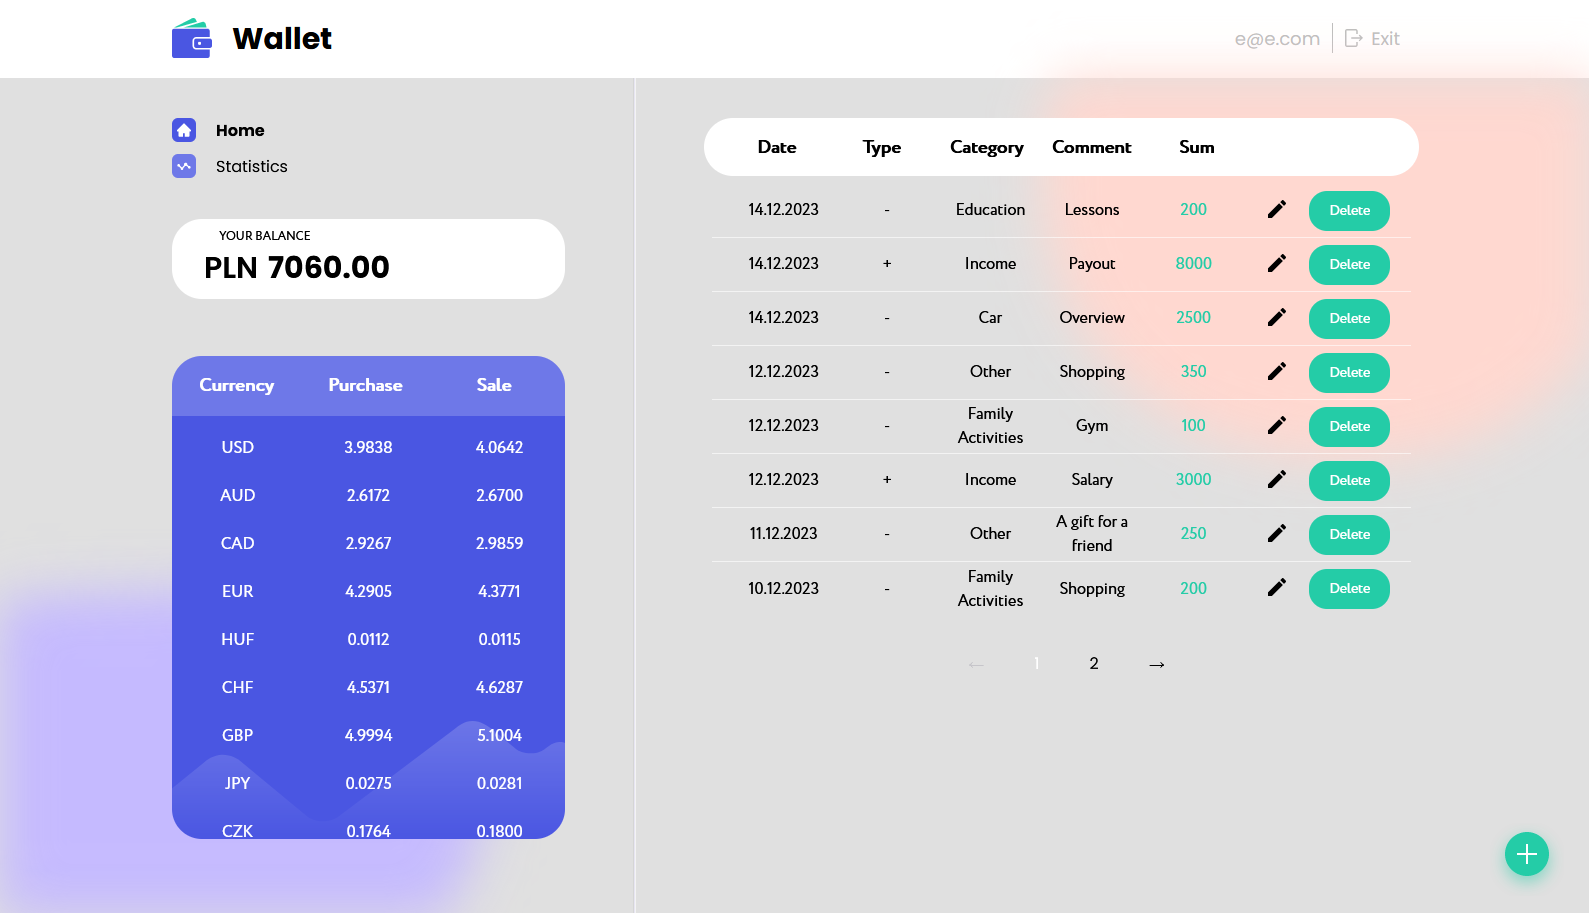 Wallet
e@e.com Exit
Home
Statistics
YOUR BALANCE
PLN 7060.00
Currency Purchase Sale
USD 3.9838 4.0642
AUD 2.6172 2.6700
CAD 2.9267 2.9859
EUR 4.2905 4.3771
HUF 0.0112 0.0115
CHF 4.5371 4.6287
GBP 4.9994 5.1004
JPY 0.0275 0.0281
CZK 0.1764 0.1800
Date Type Category Comment Sum
14.12.2023 - Education Lessons 200 Delete
14.12.2023 + Income Payout 8000 Delete
14.12.2023 - Car Overview 2500 Delete
12.12.2023 - Other Shopping 350 Delete
12.12.2023 - Family Activities Gym 100 Delete
12.12.2023 + Income Salary 3000 Delete
11.12.2023 - Other A gift for a friend 250 Delete
10.12.2023 - Family Activities Shopping 200 Delete
← 1 2 →